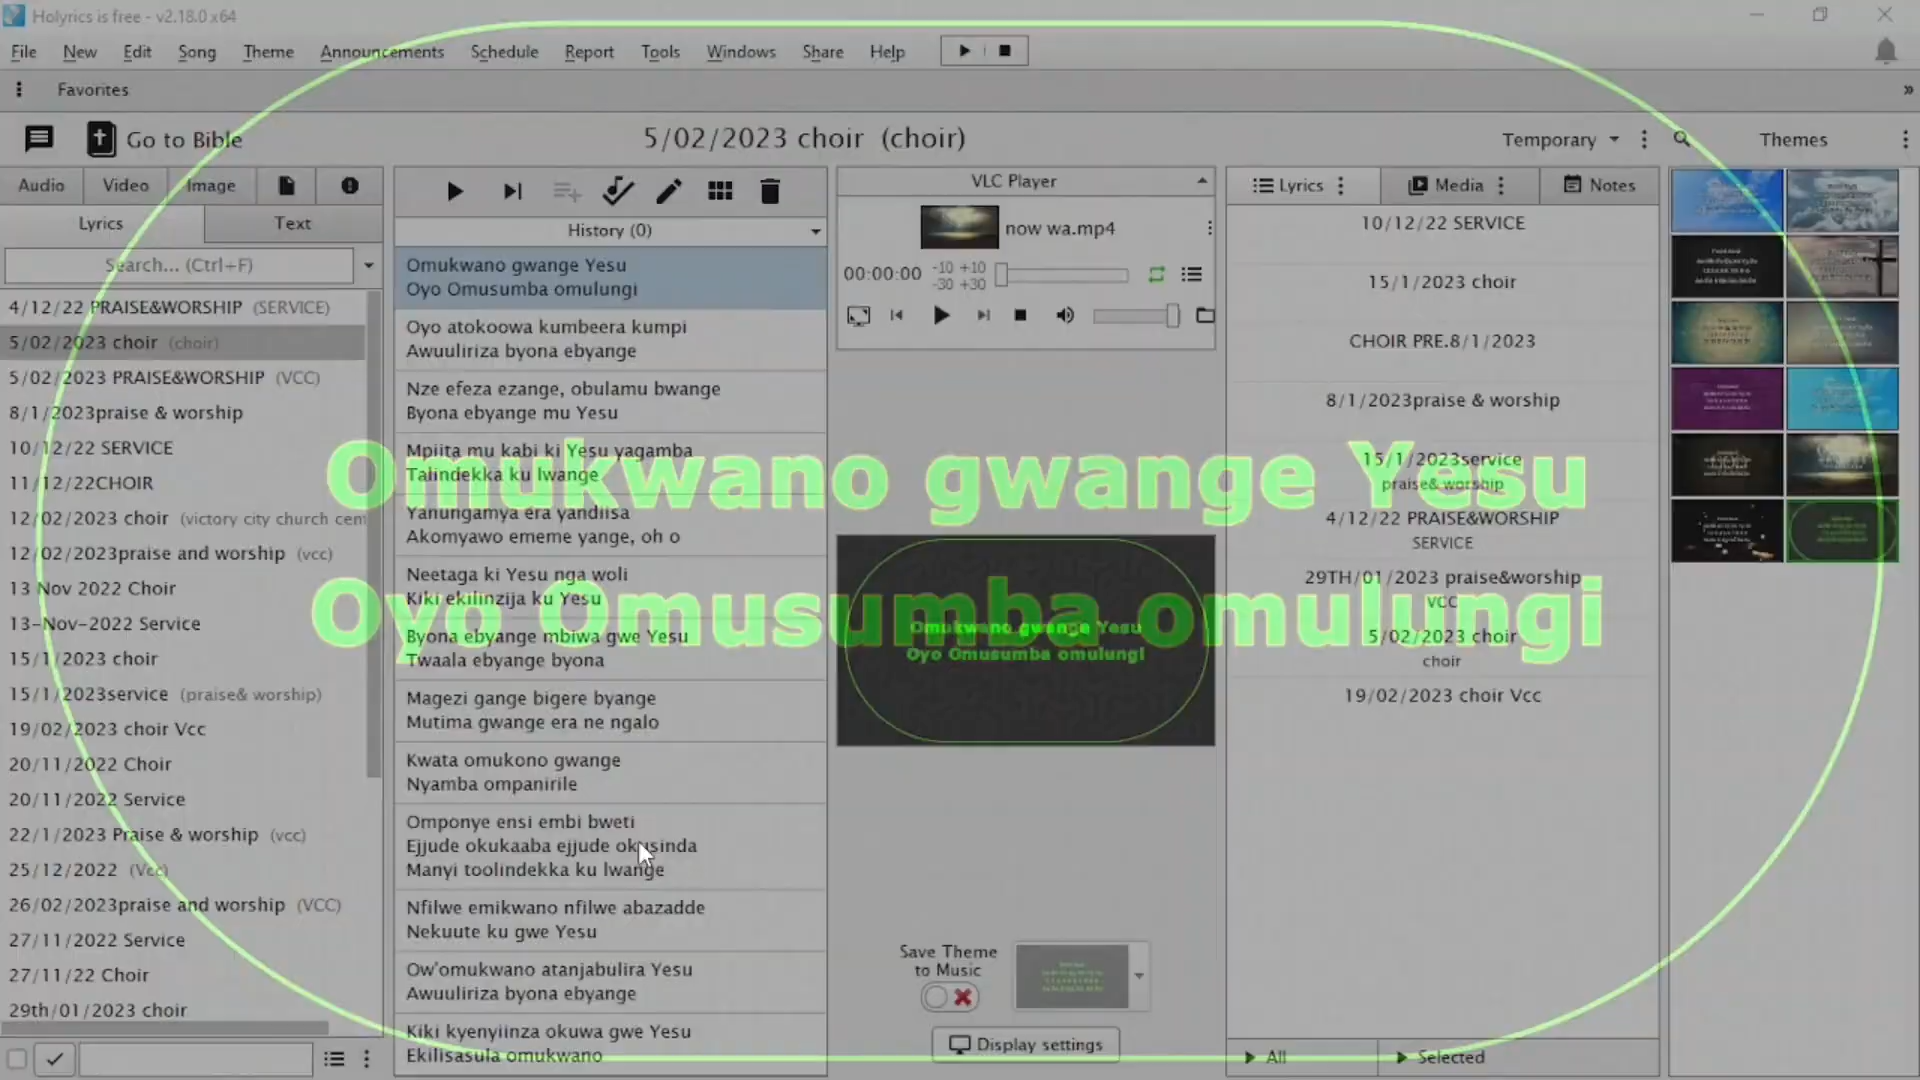 Holyrics is free - v2.18.0 x64
File New Edit Song Theme Announcements Schedule Report Tools Windows Share Help
Favorites
»
Go to Bible
5/02/2023 choir (choir)
Temporary
Themes
Audio Video Image
Lyrics Text
Search... (Ctrl+F)
4/12/22 PRAISE&WORSHIP (SERVICE)
5/02/2023 choir (choir)
5/02/2023 PRAISE&WORSHIP (VCC)
8/1/2023praise & worship
10/12/22 SERVICE
11/12/22CHOIR
12/02/2023 choir (victory city church cent
12/02/2023praise and worship (vcc)
13 Nov 2022 Choir
13-Nov-2022 Service
15/1/2023 choir
15/1/2023service (praise& worship)
19/02/2023 choir Vcc
20/11/2022 Choir
20/11/2022 Service
22/1/2023 Praise & worship (vcc)
25/12/2022 (Vcc)
26/02/2023praise and worship (VCC)
27/11/2022 Service
27/11/22 Choir
29th/01/2023 choir
History (0)
Omukwano gwange Yesu
Oyo Omusumba omulungi
Oyo atokoowa kumbeera kumpi
Awuuliriza byona ebyange
Nze efeza ezange, obulamu bwange
Byona ebyange mu Yesu
Mpiita mu kabi ki Yesu yagamba
Talindekka ku lwange
Yanungamya era yandiisa
Akomyawo ememe yange, oh o
Neetaga ki Yesu nga woli
Kiki ekilinzija ku Yesu
Byona ebyange mbiwa gwe Yesu
Twaala ebyange byona
Magezi gange bigere byange
Mutima gwange era ne ngalo
Kwata omukono gwange
Nyamba ompanirile
Omponye ensi embi bweti
Ejjude okukaaba ejjude okusinda
Manyi toolindekka ku lwange
Nfilwe emikwano nfilwe abazadde
Nekuute ku gwe Yesu
Ow'omukwano atanjabulira Yesu
Awuuliriza byona ebyange
Kiki kyenyiinza okuwa gwe Yesu
Ekilisasula omukwano
VLC Player
now wa.mp4
00:00:00
-10 +10
-30 +30
Omukwano gwange Yesu
Oyo Omusumba omulungi
Save Theme
to Music
Display settings
Lyrics Media Notes
10/12/22 SERVICE
15/1/2023 choir
CHOIR PRE.8/1/2023
8/1/2023praise & worship
15/1/2023service
praise& worship
4/12/22 PRAISE&WORSHIP
SERVICE
29TH/01/2023 praise&worship
VCC
5/02/2023 choir
choir
19/02/2023 choir Vcc
All
Selected
Omukwano gwange Yesu
Oyo Omusumba omulungi